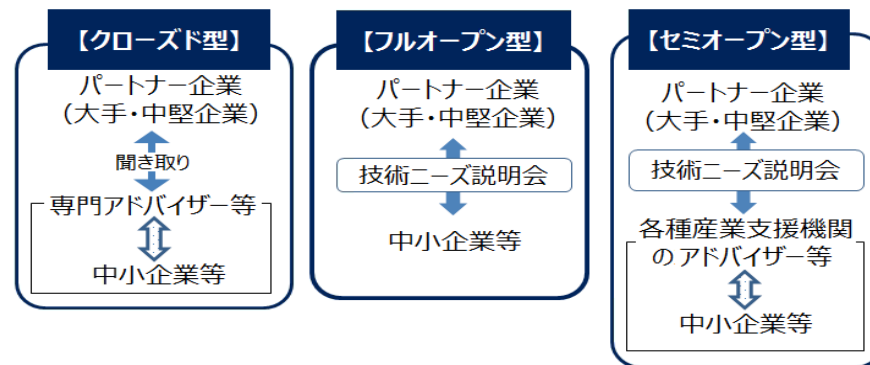 【クローズド型】
パートナー企業
（大手・中堅企業）
聞き取り
専門アドバイザー等
中小企業等
【フルオープン型】
パートナー企業
（大手・中堅企業）
技術ニーズ説明会
中小企業等
【セミオープン型】
パートナー企業
（大手・中堅企業）
技術ニーズ説明会
各種産業支援機関
のアドバイザー等
中小企業等